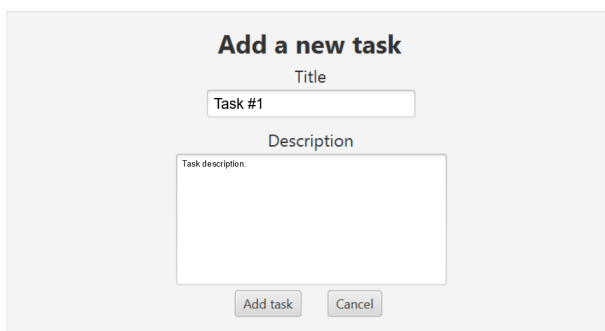 Add a new task
Title
Task #1
Description
Task description.
Add task
Cancel